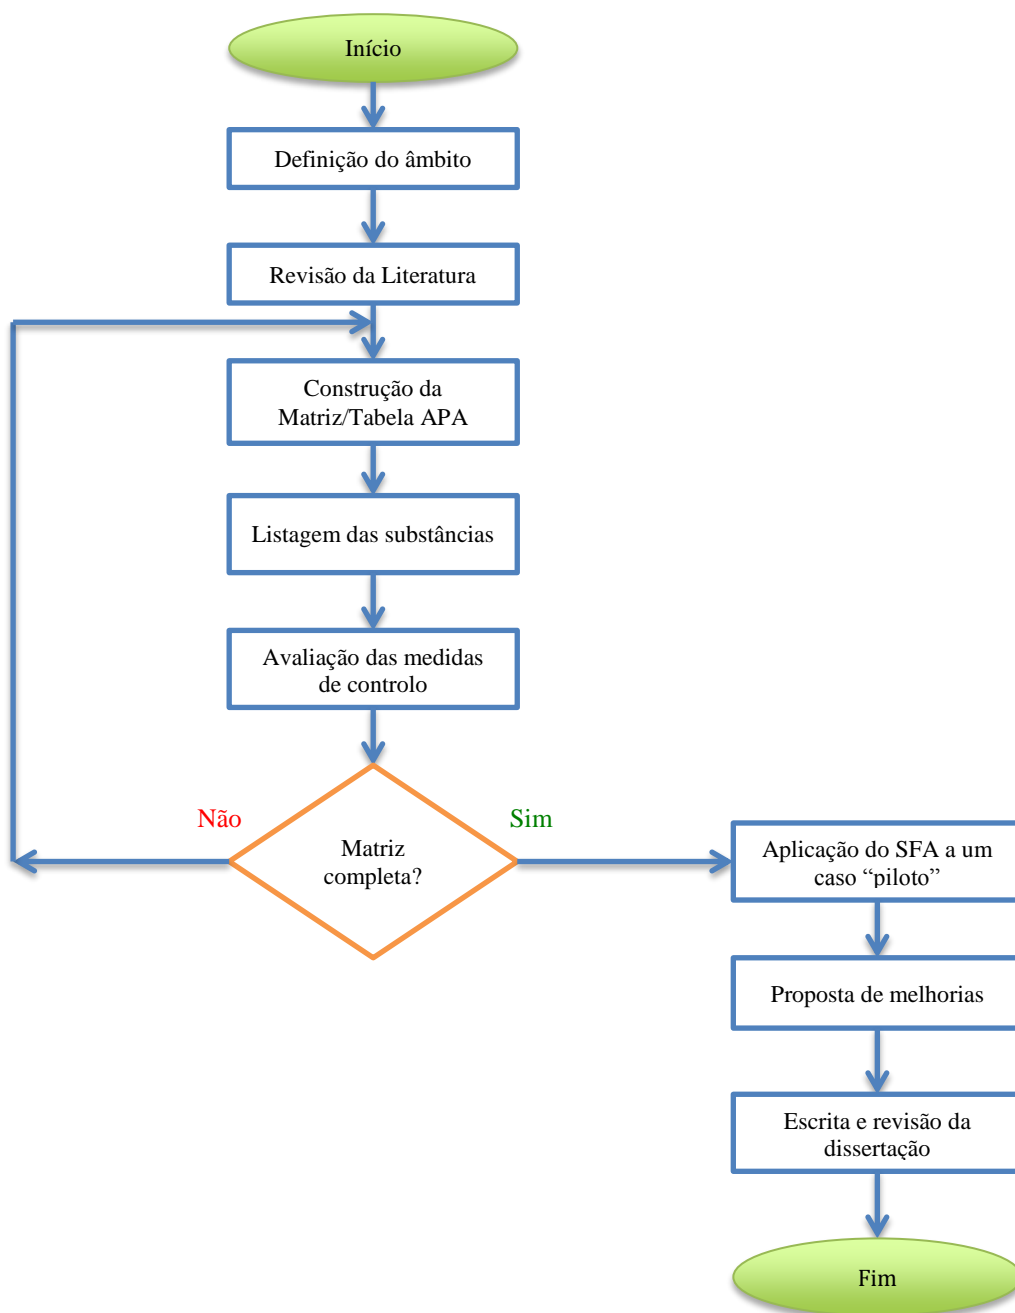 Início
Definição do âmbito
Revisão da Literatura
Construção da
Matriz/Tabela APA
Listagem das substâncias
Avaliação das medidas
de controlo
Não
Sim
Matriz
completa?
Aplicação do SFA a um
caso “piloto”
Proposta de melhorias
Escrita e revisão da
dissertação
Fim